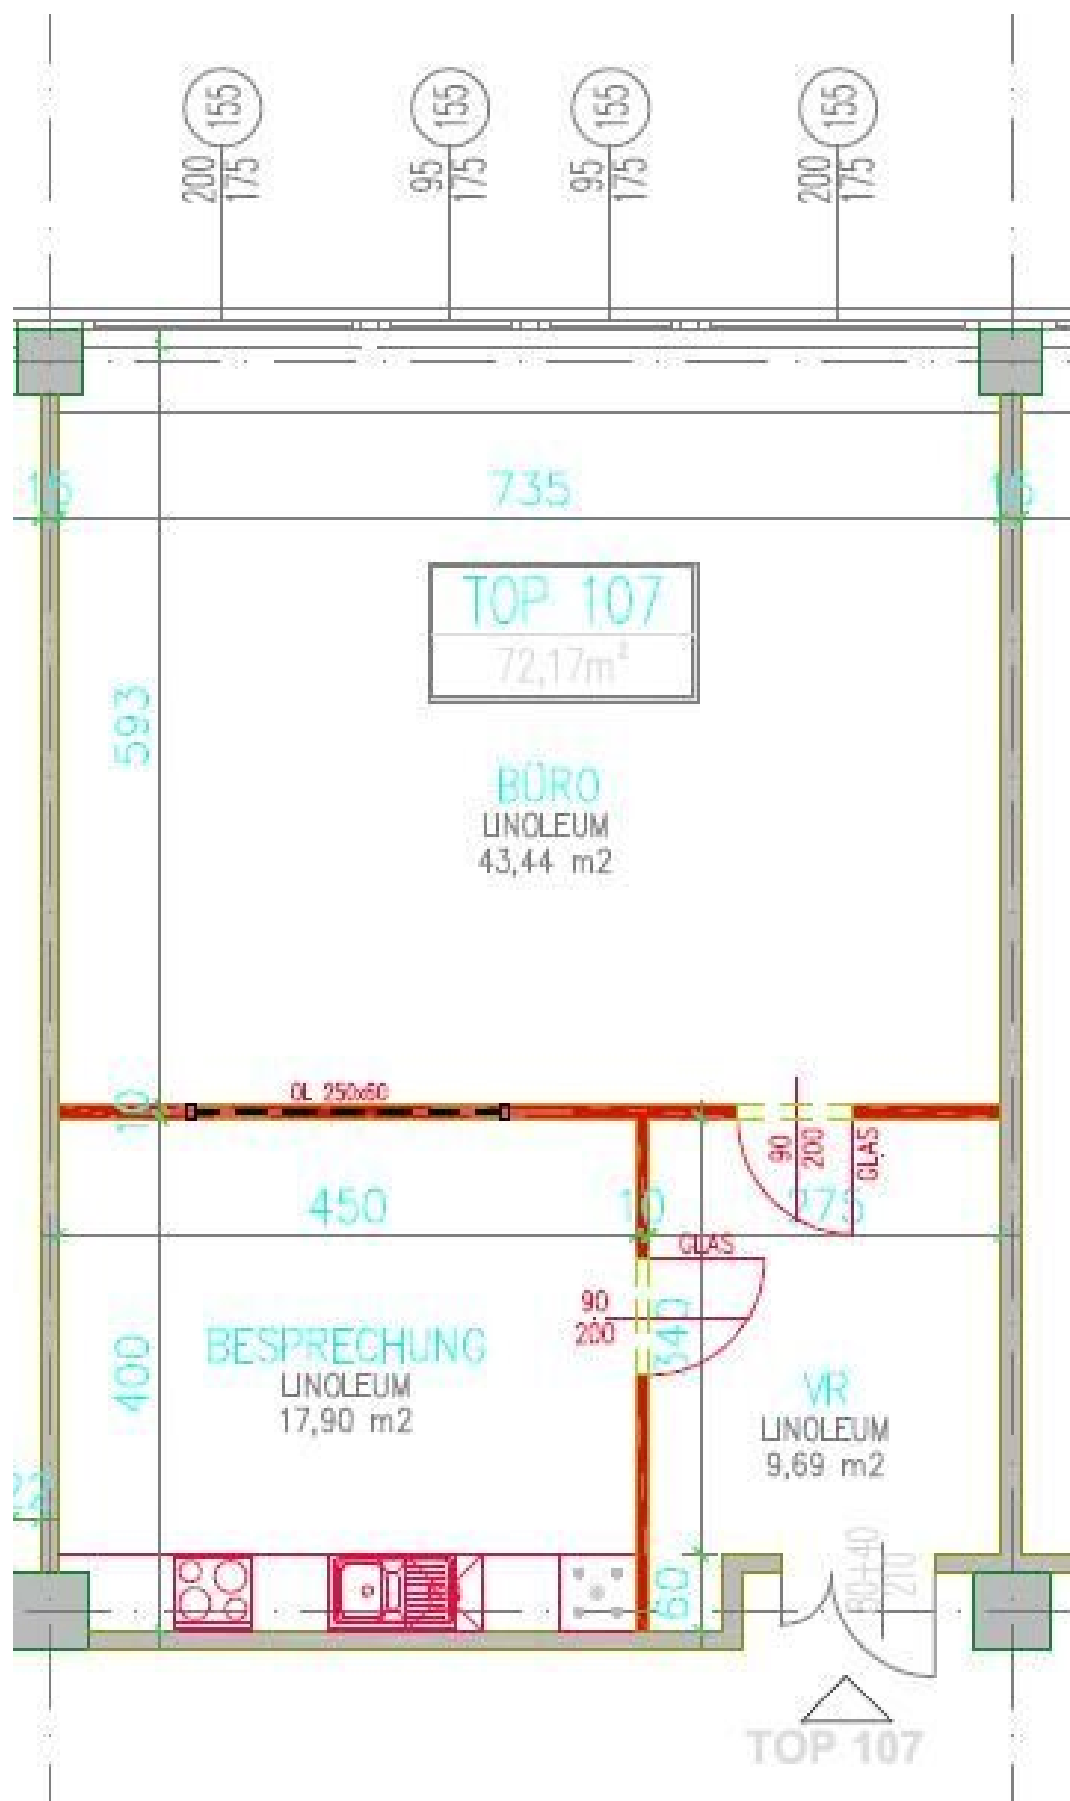 155
155
155
155
200
175
95
175
95
175
200
175
15
735
15
TOP 107
72,17m²
593
BÜRO
LINOLEUM
43,44 m2
10
OL 250x60
90
200
GLAS
450
10
275
GLAS
90
200
340
BESPRECHUNG
LINOLEUM
17,90 m2
400
VR
LINOLEUM
9,69 m2
22
60
80+40
210
TOP 107